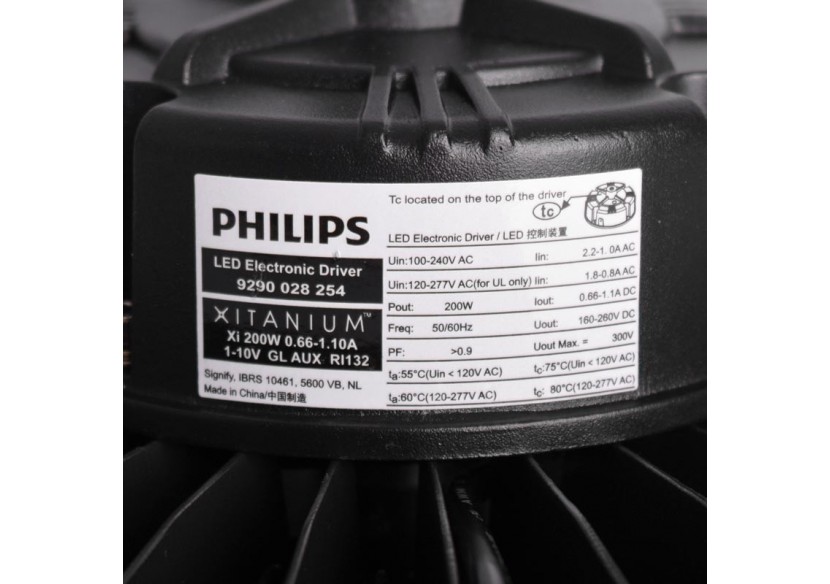 PHILIPS
LED Electronic Driver
9290 028 254
XITANIUM™
Xi 200W 0.66-1.10A
1-10V GL AUX RI132
Signify, IBRS 10461, 5600 VB, NL
Made in China/中国制造
Tc located on the top of the driver
tc
LED Electronic Driver / LED 控制装置
Uin:100-240V AC Iin: 2.2-1. 0A AC
Uin:120-277V AC(for UL only) Iin: 1.8-0.8A AC
Pout: 200W Iout: 0.66-1.1A DC
Freq: 50/60Hz Uout: 160-260V DC
PF: >0.9 Uout Max. = 300V
ta:55°C(Uin < 120V AC) tc:75°C(Uin < 120V AC)
ta:60°C(120-277V AC) tc: 80°C(120-277V AC)